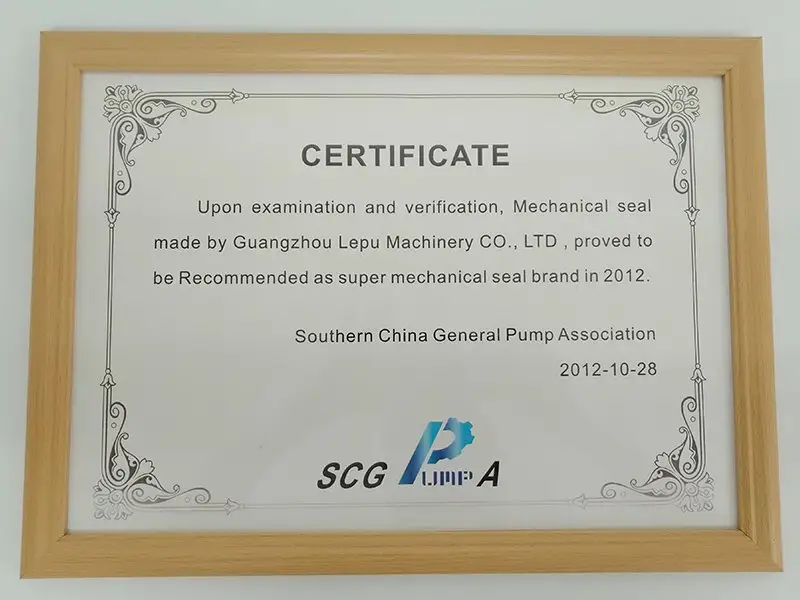 CERTIFICATE
Upon examination and verification, Mechanical seal
made by Guangzhou Lepu Machinery CO., LTD , proved to
be Recommended as super mechanical seal brand in 2012.
Southern China General Pump Association
2012-10-28
SCG PUMP A